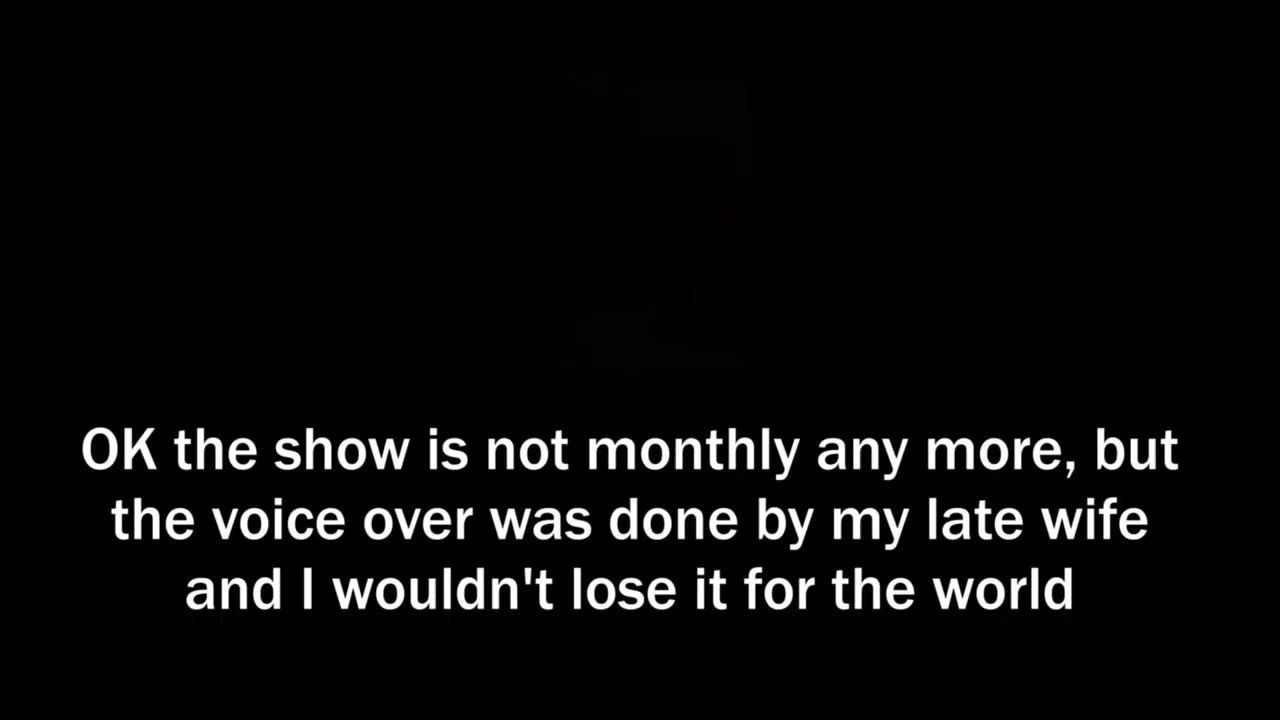 OK the show is not monthly any more, but
the voice over was done by my late wife
and I wouldn't lose it for the world